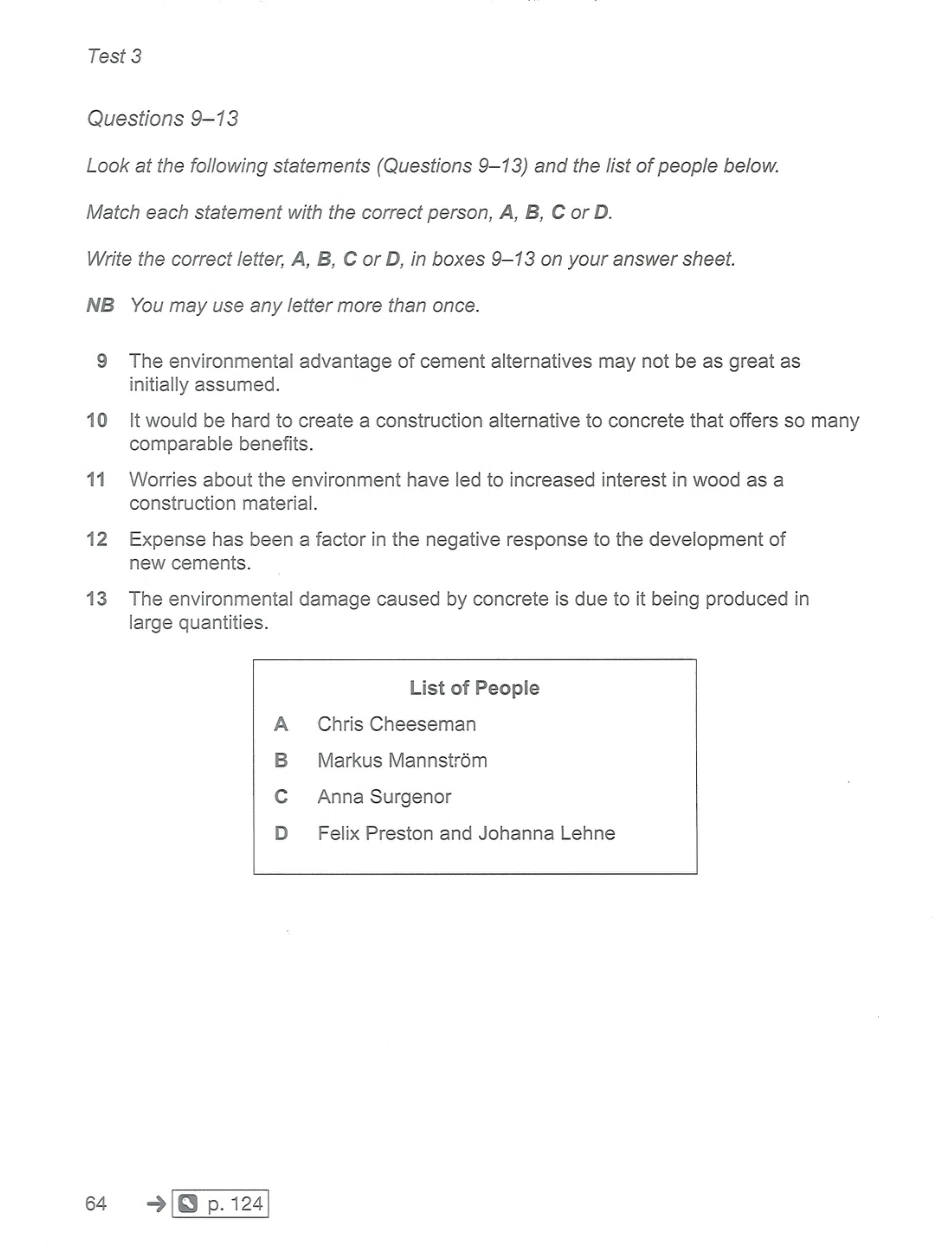 Test 3
Questions 9–13
Look at the following statements (Questions 9–13) and the list of people below.
Match each statement with the correct person, A, B, C or D.
Write the correct letter, A, B, C or D, in boxes 9–13 on your answer sheet.
NB You may use any letter more than once.
9 The environmental advantage of cement alternatives may not be as great as
initially assumed.
10 It would be hard to create a construction alternative to concrete that offers so many
comparable benefits.
11 Worries about the environment have led to increased interest in wood as a
construction material.
12 Expense has been a factor in the negative response to the development of
new cements.
13 The environmental damage caused by concrete is due to it being produced in
large quantities.
List of People
A Chris Cheeseman
B Markus Mannström
C Anna Surgenor
D Felix Preston and Johanna Lehne
64 → p. 124